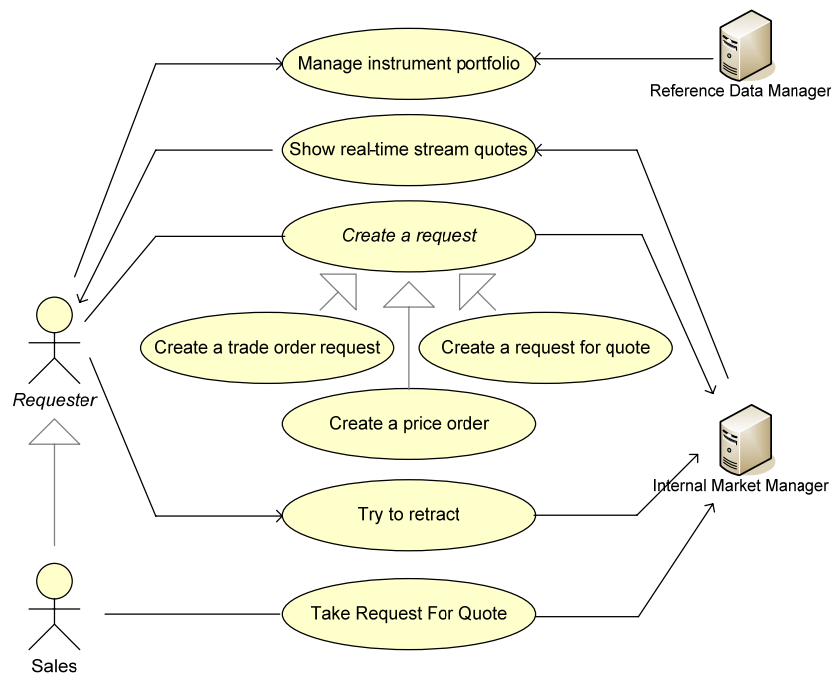 Manage instrument portfolio
Reference Data Manager
Show real-time stream quotes
Create a request
Create a trade order request
Create a request for quote
Requester
Create a price order
Internal Market Manager
Try to retract
Take Request For Quote
Sales